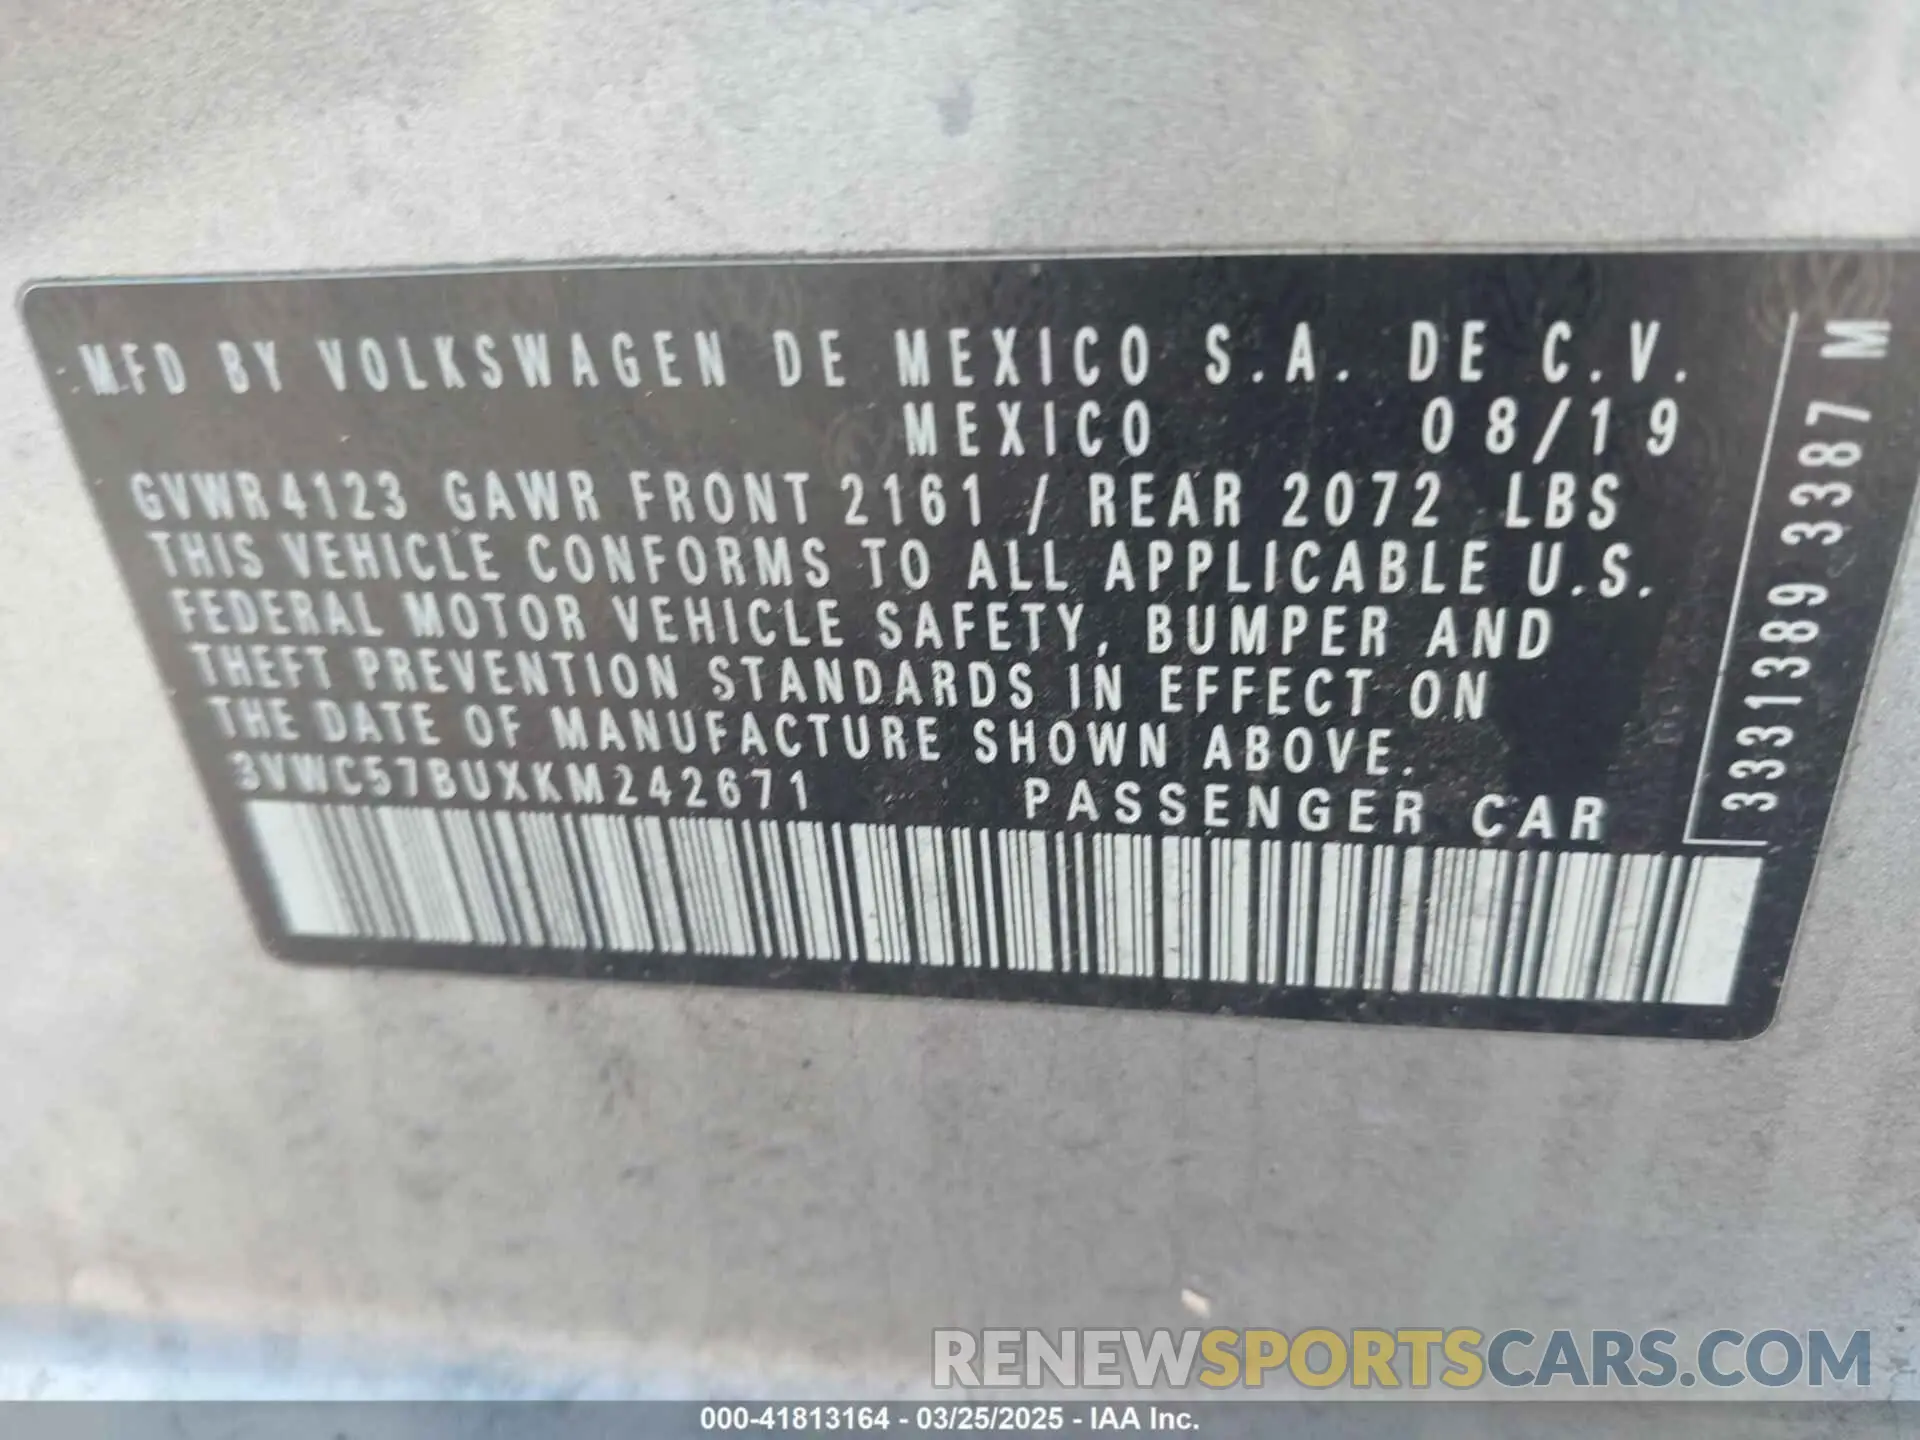 MFD BY VOLKSWAGEN DE MEXICO S.A. DE C.V.
MEXICO 08/19
GVWR 4123 GAWR FRONT 2161 / REAR 2072 LBS
THIS VEHICLE CONFORMS TO ALL APPLICABLE U.S.
FEDERAL MOTOR VEHICLE SAFETY, BUMPER AND
THEFT PREVENTION STANDARDS IN EFFECT ON
THE DATE OF MANUFACTURE SHOWN ABOVE.
3VWC57BUXKM242671 PASSENGER CAR
3331389 3387 M
RENEWSPORTSCARS.COM
000-41813164 - 03/25/2025 - IAA Inc.